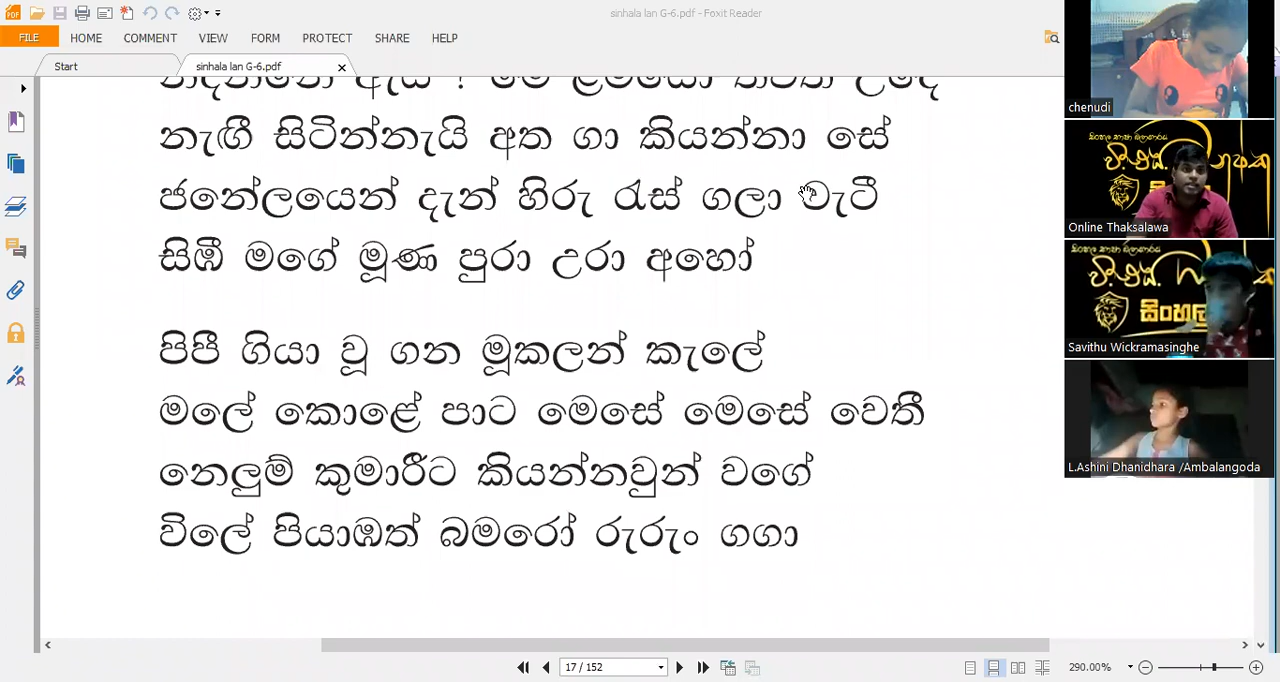 sinhala lan G-6.pdf - Foxit Reader
FILE HOME COMMENT VIEW FORM PROTECT SHARE HELP
Start sinhala lan G-6.pdf
නැඟී සිටින්නැයි අත ගා කියන්නා සේ
ජනේලයෙන් දැන් හිරු රැස් ගලා වැටී
සිඹී මගේ මූණ පුරා උරා අහෝ
පිපී ගියා වූ ගන මූකලන් කැලේ
මලේ කොළේ පාට මෙසේ මෙසේ වෙතී
නෙලුම් කුමාරීට කියන්නවුන් වගේ
විලේ පියාඹත් බමරෝ රුරුං ගගා
17 / 152
290.00%
chenudi
Online Thaksalawa
සිංහල
Savithu Wickramasinghe
L.Ashini Dhanidhara /Ambalangoda